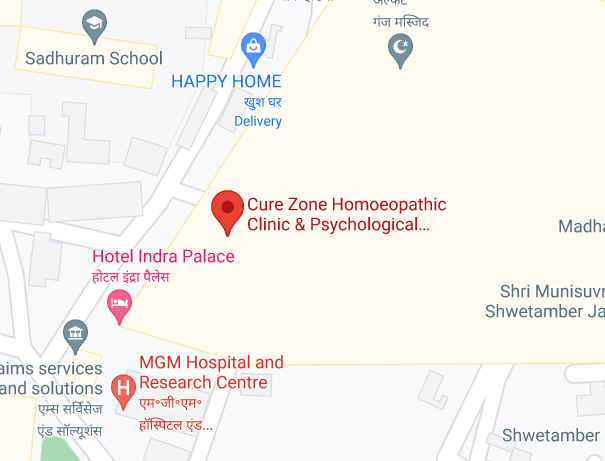 गंज मस्जिद
Sadhuram School
HAPPY HOME
खुश घर
Delivery
Cure Zone Homoeopathic
Clinic & Psychological...
Madha
Hotel Indra Palace
होटल इंद्रा पैलेस
Shri Munisuvr
Shwetamber Ja
MGM Hospital and
Research Centre
एम॰जी॰एम॰
हॉस्पिटल एंड...
aims services
and solutions
एम्स सर्विसेज
एंड सॉल्यूशंस
Shwetamber